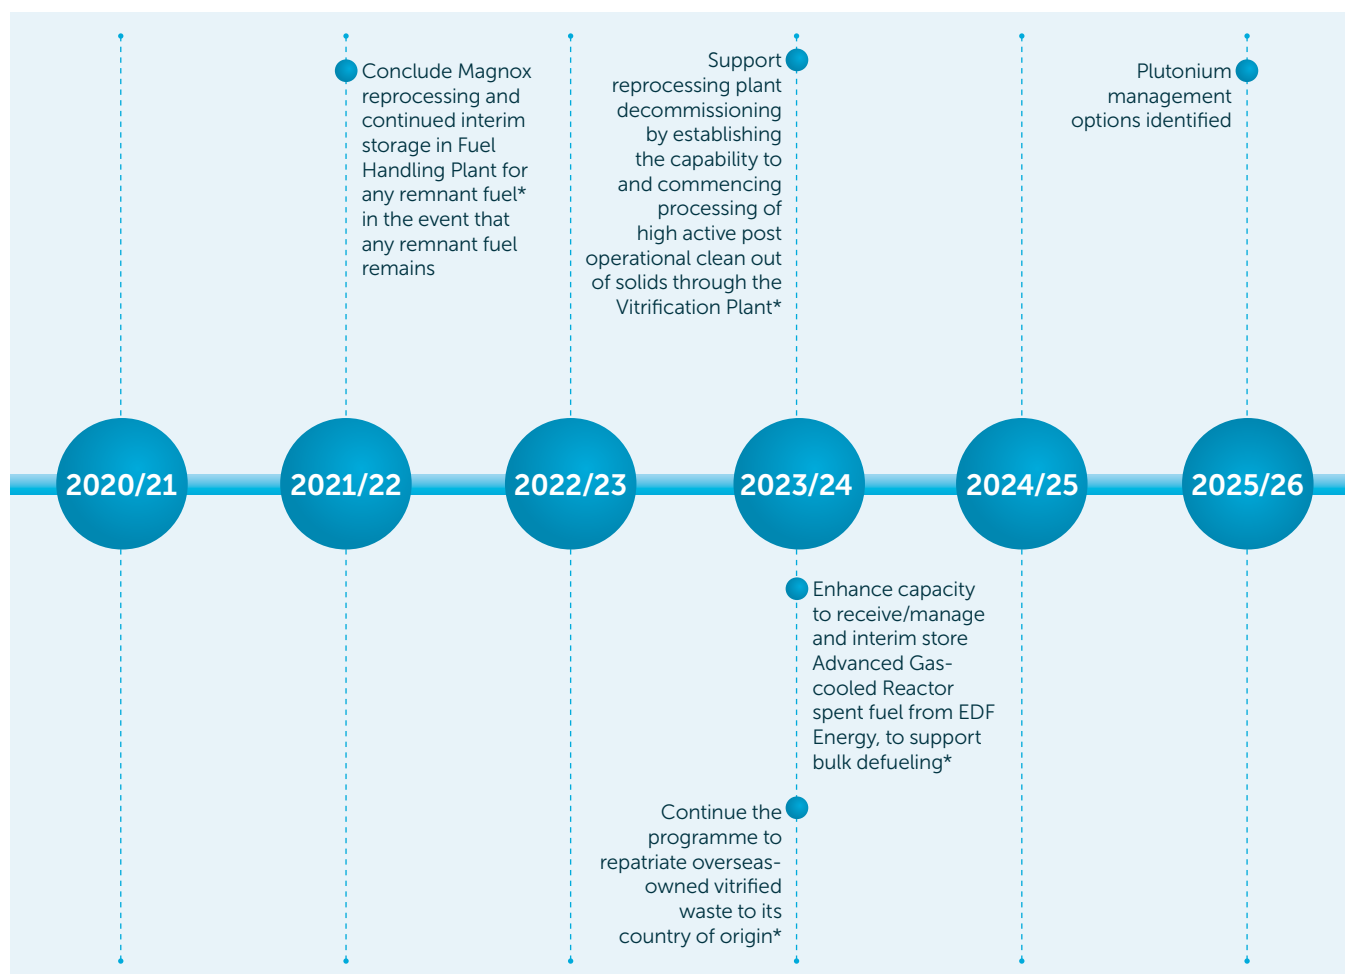 Conclude Magnox
reprocessing and
continued interim
storage in Fuel
Handling Plant for
any remnant fuel*
in the event that
any remnant fuel
remains
Support
reprocessing plant
decommissioning
by establishing
the capability to
and commencing
processing of
high active post
operational clean out
of solids through the
Vitrification Plant*
Plutonium
management
options identified
2020/21
2021/22
2022/23
2023/24
2024/25
2025/26
Enhance capacity
to receive/manage
and interim store
Advanced Gas-
cooled Reactor
spent fuel from EDF
Energy, to support
bulk defueling*
Continue the
programme to
repatriate overseas-
owned vitrified
waste to its
country of origin*